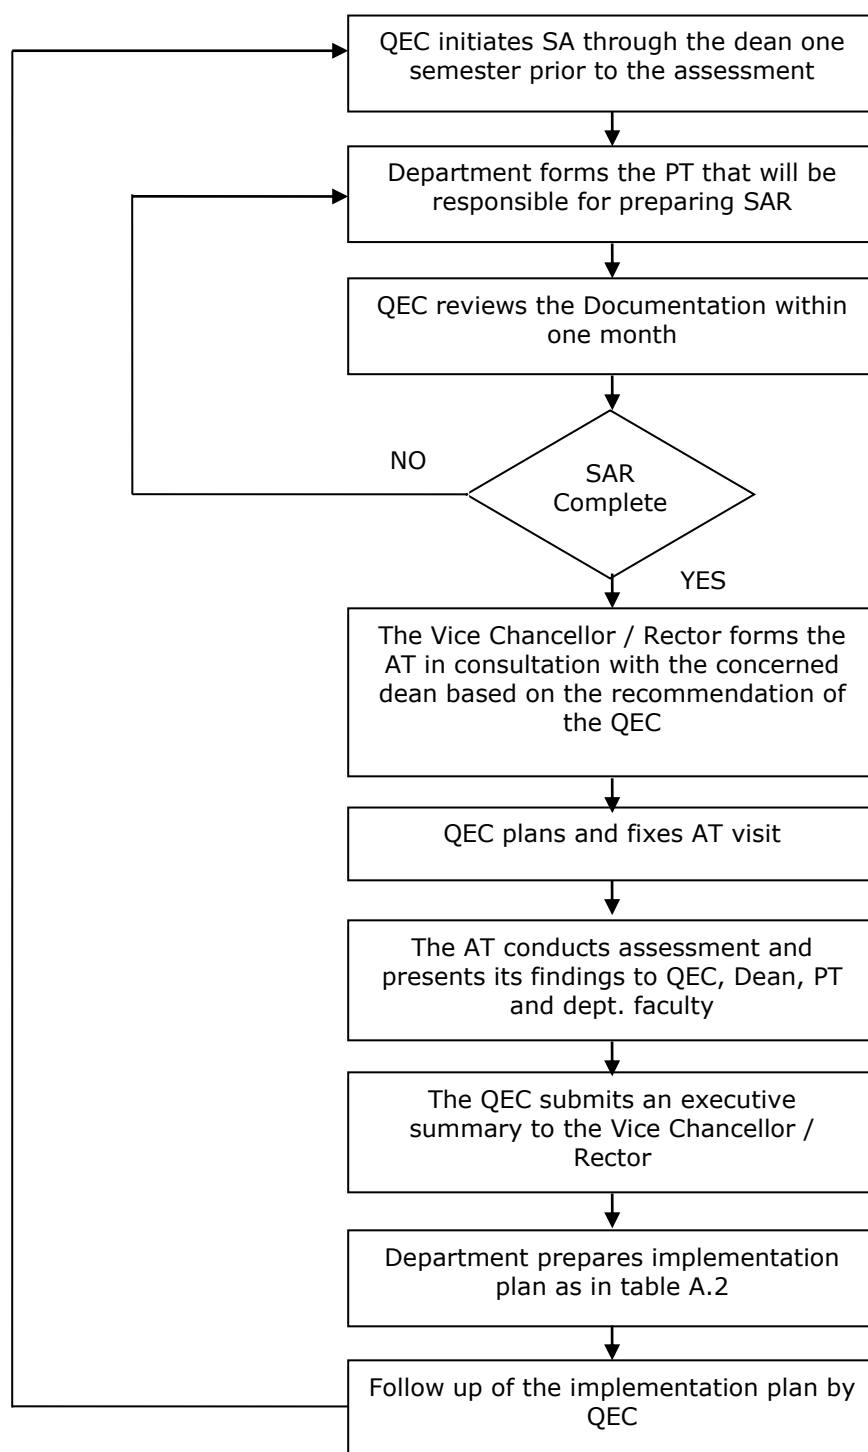 QEC initiates SA through the dean one
semester prior to the assessment
Department forms the PT that will be
responsible for preparing SAR
QEC reviews the Documentation within
one month
NO
SAR
Complete
YES
The Vice Chancellor / Rector forms the
AT in consultation with the concerned
dean based on the recommendation of
the QEC
QEC plans and fixes AT visit
The AT conducts assessment and
presents its findings to QEC, Dean, PT
and dept. faculty
The QEC submits an executive
summary to the Vice Chancellor /
Rector
Department prepares implementation
plan as in table A.2
Follow up of the implementation plan by
QEC